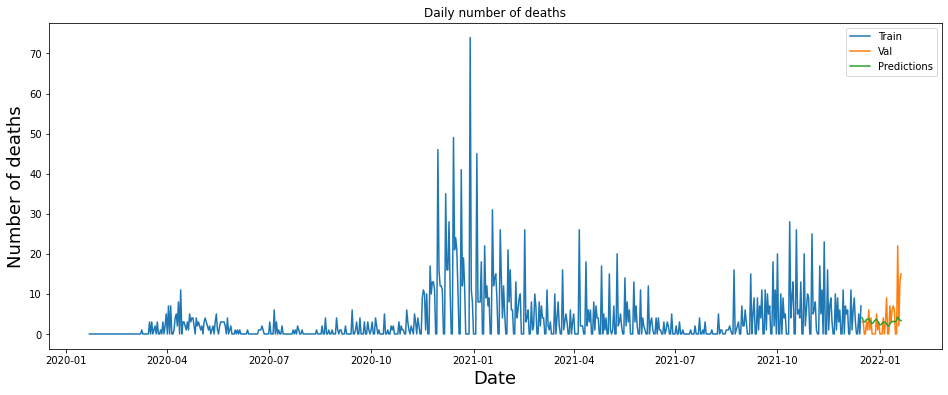 Daily number of deaths
Train
Val
Predictions
Number of deaths
70
60
50
40
30
20
10
0
2020-01 2020-04 2020-07 2020-10 2021-01 2021-04 2021-07 2021-10 2022-01
Date